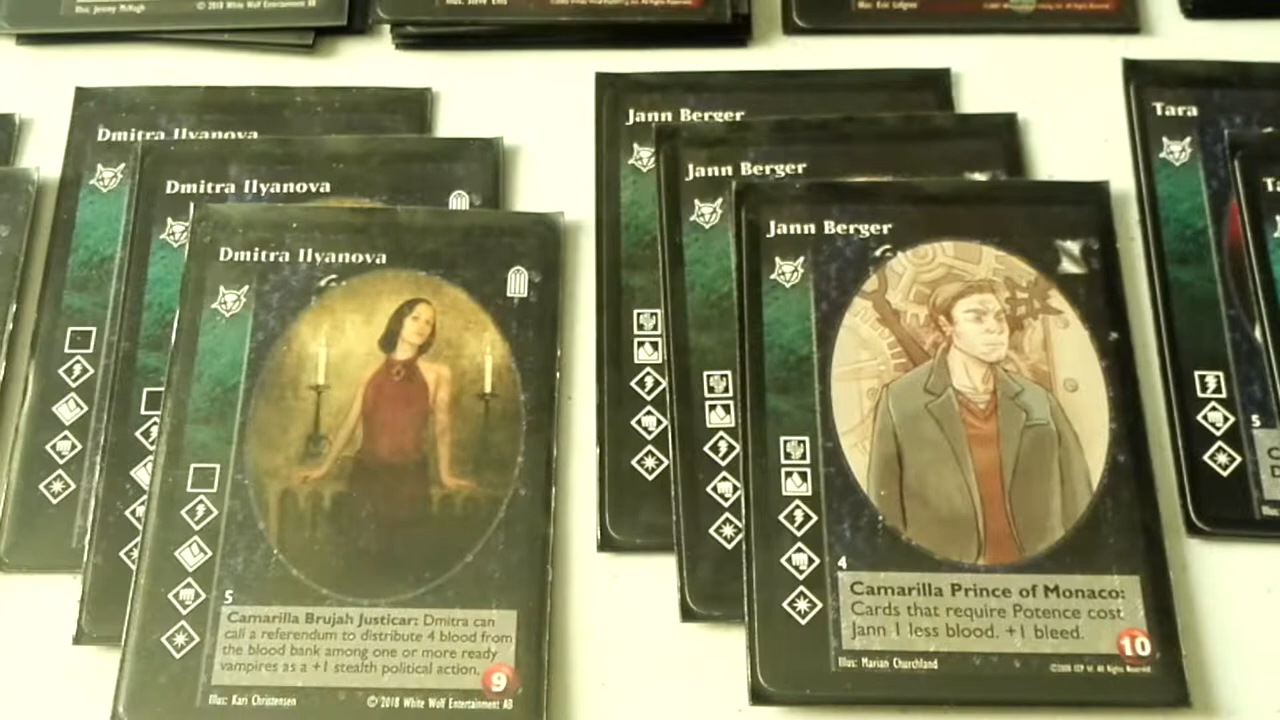 Illus: Jeremy McHugh
© 2018 White Wolf Entertainment AB
Dmitra Ilyanova
Dmitra Ilyanova
Dmitra Ilyanova
5
Camarilla Brujah Justicar: Dmitra can
call a referendum to distribute 4 blood from
the blood bank among one or more ready
vampires as a +1 stealth political action.
9
Illus: Kari Christensen
© 2018 White Wolf Entertainment AB
Jann Berger
Jann Berger
Jann Berger
4
Camarilla Prince of Monaco:
Cards that require Potence cost
Jann 1 less blood. +1 bleed.
10
Illus: Marian Churchland
Tara
5